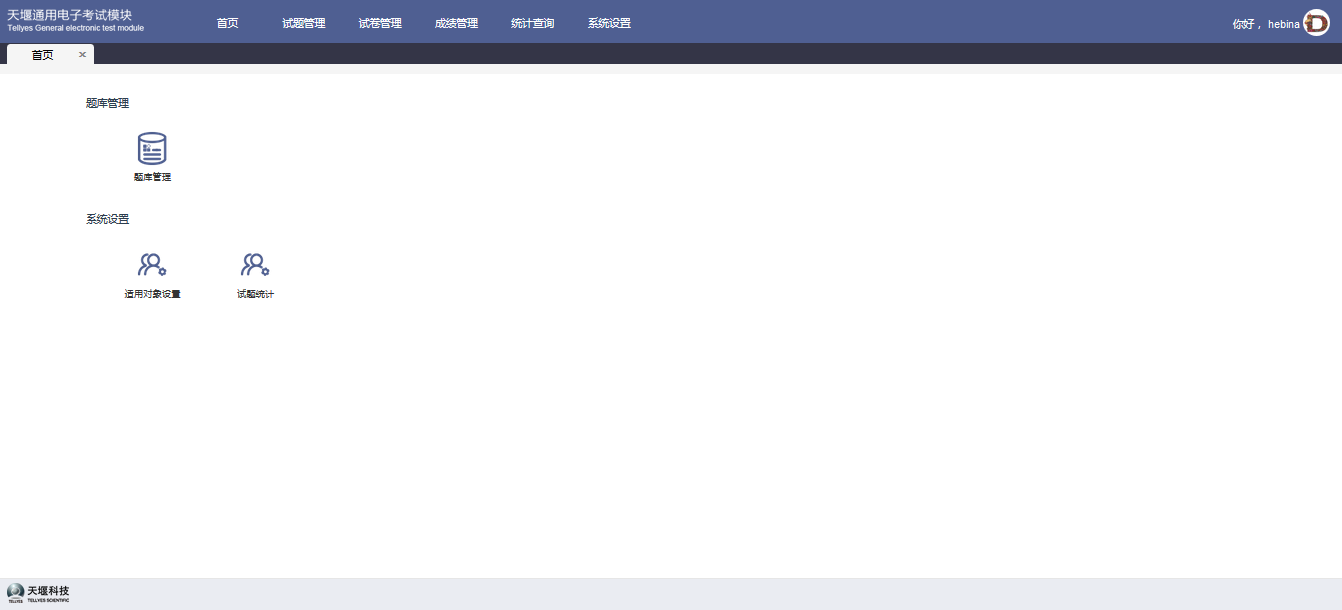 天堰通用电子考试模块
Tellyes General electronic test module
首页 试题管理 试卷管理 成绩管理 统计查询 系统设置
你好， hebina
首页 ×
题库管理
题库管理
系统设置
适用对象设置 试题统计
天堰科技
TELLYES SCIENTIFIC
TELLYES